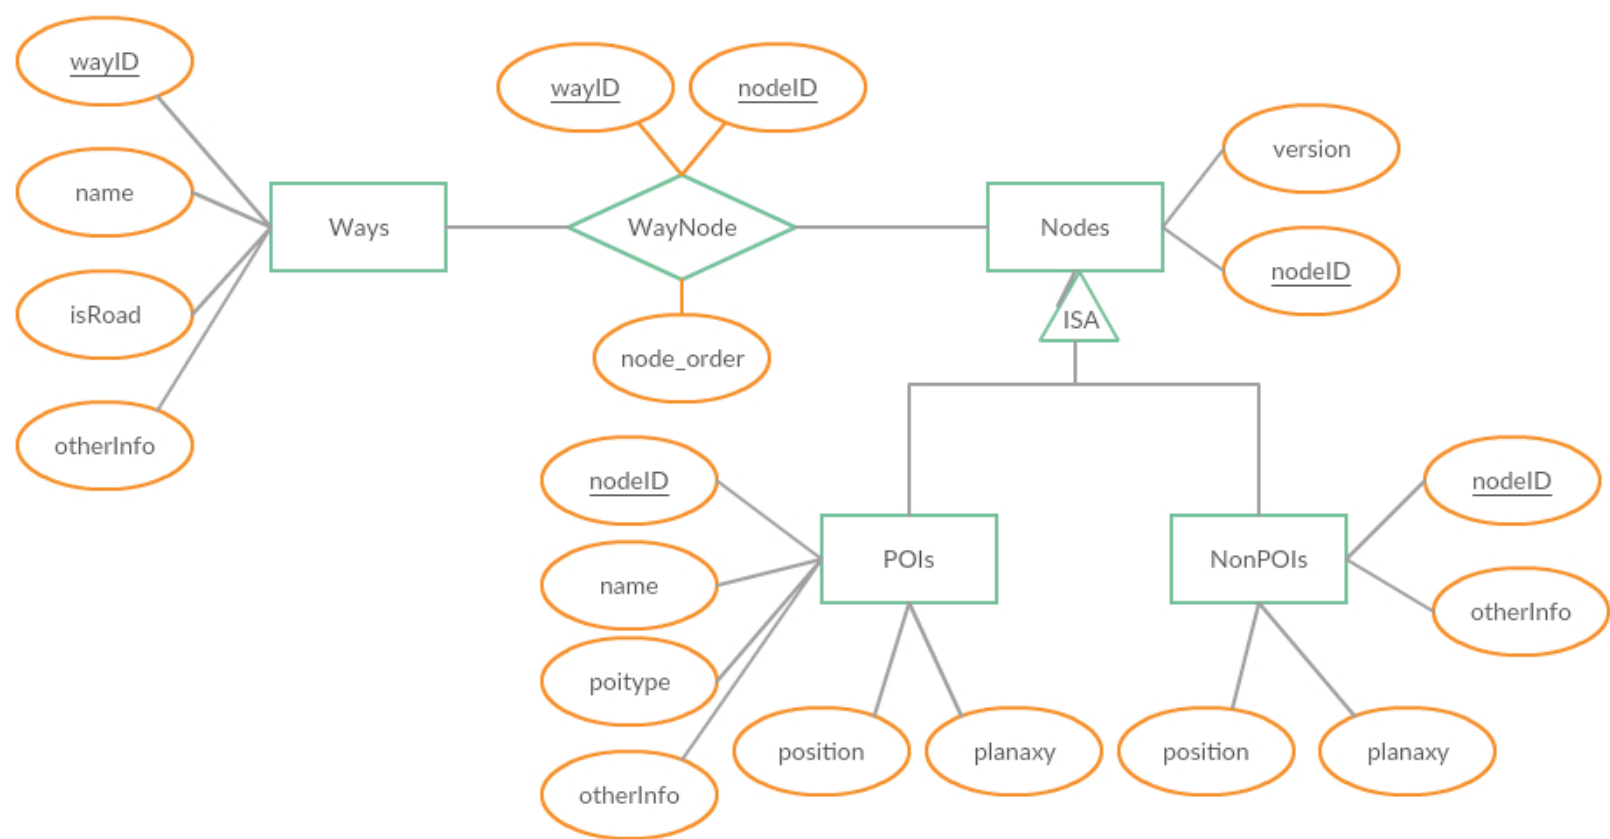 wayID
name
isRoad
otherInfo
Ways
wayID
nodeID
WayNode
node_order
Nodes
version
nodeID
ISA
nodeID
name
poitype
otherInfo
POIs
position
planaxy
NonPOIs
nodeID
otherInfo
position
planaxy